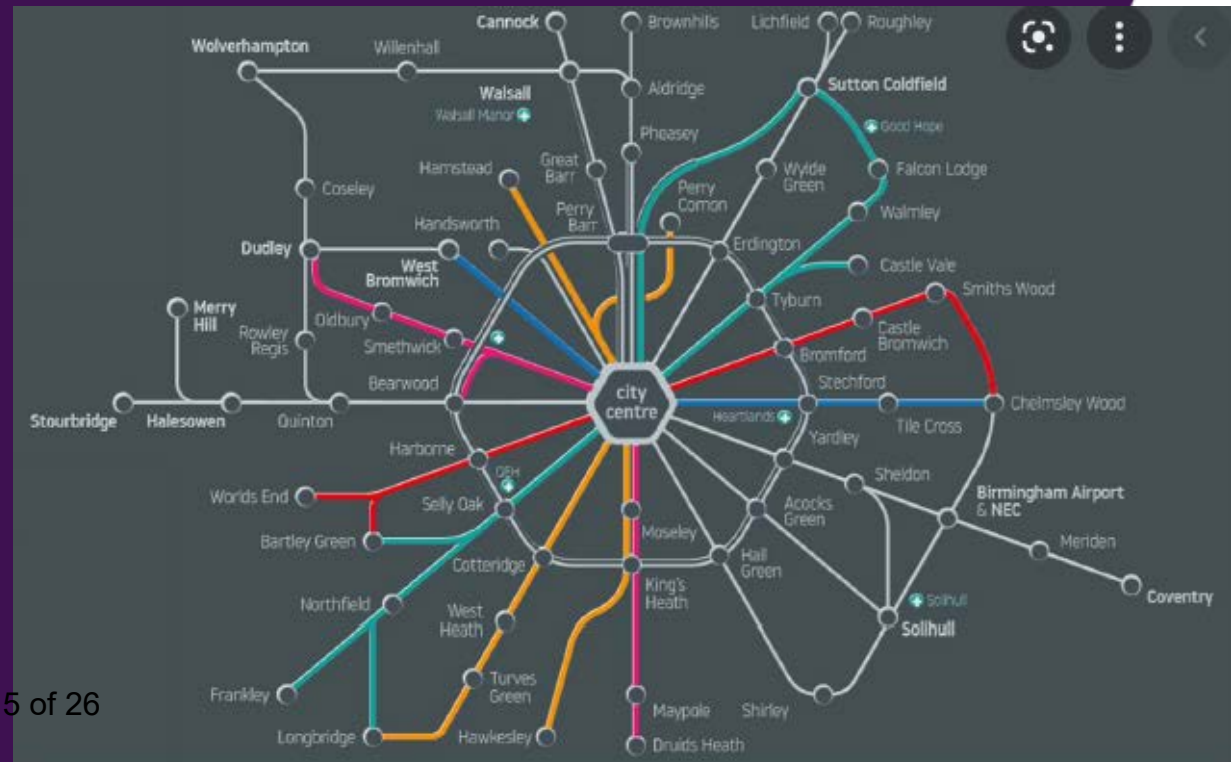 Cannock
Brownhills
Lichfield
Roughley
Wolverhampton
Willenhall
Walsall
Walsall Manor
Aldridge
Sutton Coldfield
Good Hope
Pheasey
Hamstead
Great
Barr
Wylde
Green
Falcon Lodge
Coseley
Perry
Barr
Perry
Comon
Walmley
Handsworth
Dudley
West
Bromwich
Erdington
Castle Vale
Merry
Hill
Oldbury
Tyburn
Smiths Wood
Rowley
Regis
Smethwick
Castle
Bromwich
Bromford
Bearwood
city
centre
Stechford
Stourbridge
Halesowen
Quinton
Heartlands
Tile Cross
Chelmsley Wood
Harborne
Yardley
Worlds End
QEH
Selly Oak
Sheldon
Birmingham Airport
& NEC
Bartley Green
Moseley
Acocks
Green
Meriden
Cotteridge
King's
Heath
Hall
Green
Coventry
Northfield
West
Heath
Solihull
Solihull
Frankley
Turves
Green
5 of 26
Maypole
Shirley
Longbridge
Hawkesley
Druids Heath